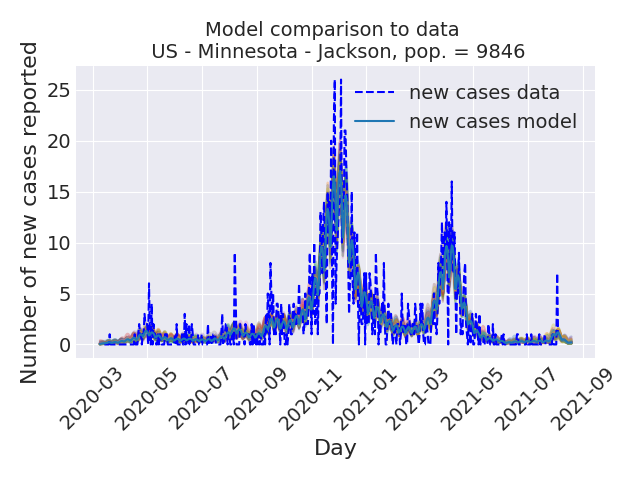 Model comparison to data
US - Minnesota - Jackson, pop. = 9846
Number of new cases reported
25
20
15
10
5
0
new cases data
new cases model
2020-03
2020-05
2020-07
2020-09
2020-11
2021-01
2021-03
2021-05
2021-07
2021-09
Day